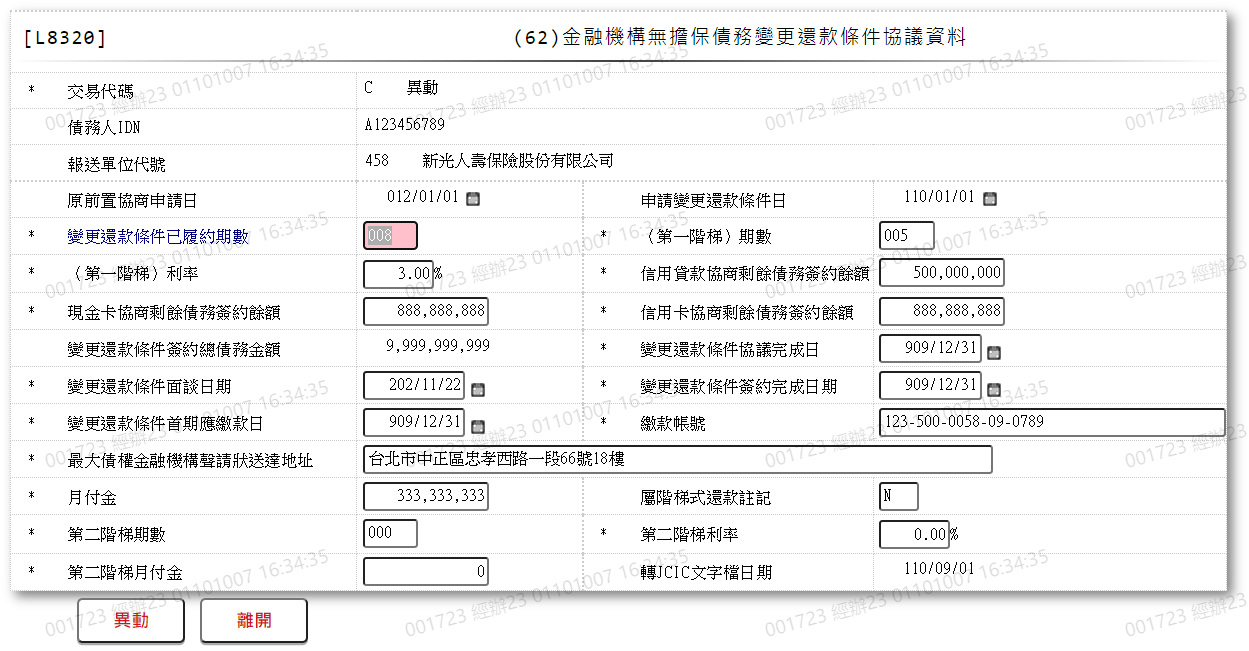 [L8320] (62)金融機構無擔保債務變更還款條件協議資料
* 交易代碼 C 異動
債務人IDN A123456789
報送單位代號 458 新光人壽保險股份有限公司
原前置協商申請日 012/01/01 申請變更還款條件日 110/01/01
* 變更還款條件已履約期數 008 * （第一階梯）期數 005
* （第一階梯）利率 3.00% * 信用貸款協商剩餘債務簽約餘額 500,000,000
* 現金卡協商剩餘債務簽約餘額 888,888,888 * 信用卡協商剩餘債務簽約餘額 888,888,888
變更還款條件簽約總債務金額 9,999,999,999 * 變更還款條件協議完成日 909/12/31
* 變更還款條件面談日期 202/11/22 * 變更還款條件簽約完成日期 909/12/31
* 變更還款條件首期應繳款日 909/12/31 * 繳款帳號 123-500-0058-09-0789
* 最大債權金融機構聲請狀送達地址 台北市中正區忠孝西路一段66號18樓
* 月付金 333,333,333 屬階梯式還款註記 N
* 第二階梯期數 000 * 第二階梯利率 0.00%
* 第二階梯月付金 0 轉JCIC文字檔日期 110/09/01
異動 離開
001723 經辦23 01101007 16:34:35